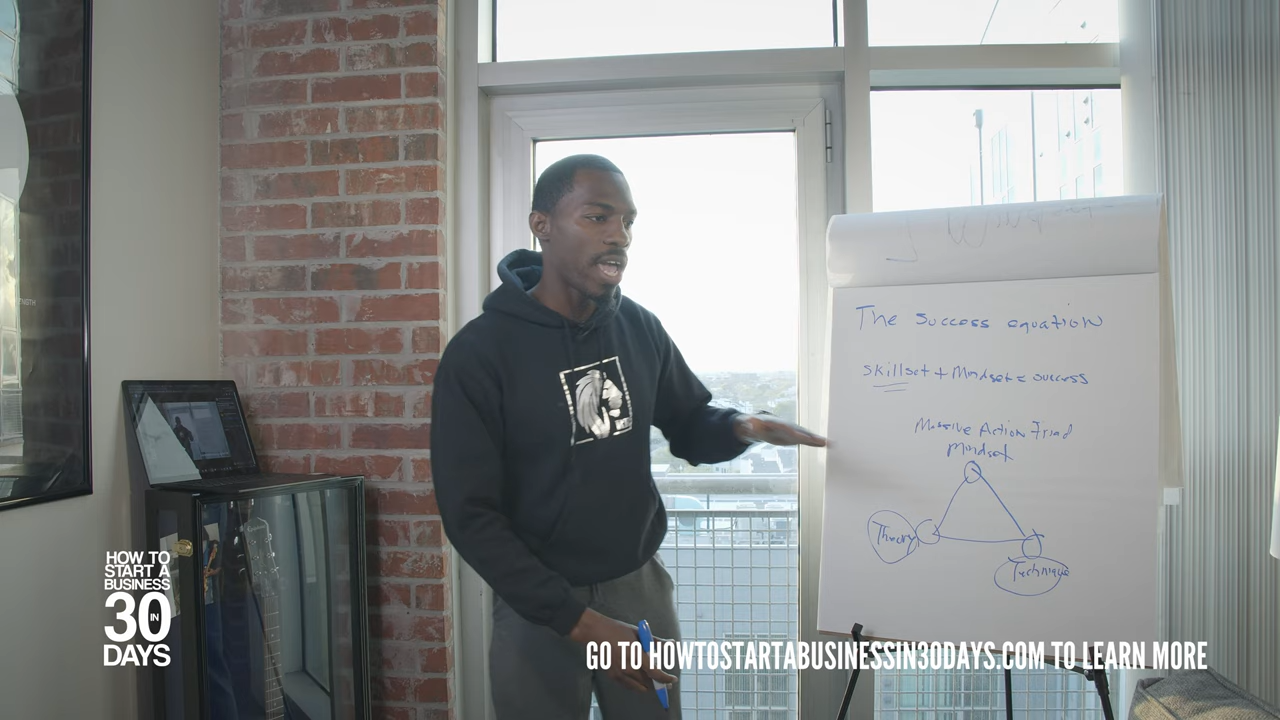 The success equation
skillset + Mindset = success
Massive Action Triad
Mindset
Theory
Technique
HOW TO
START A
BUSINESS
30 IN
DAYS
GO TO HOWTOSTARTABUSINESSIN30DAYS.COM TO LEARN MORE